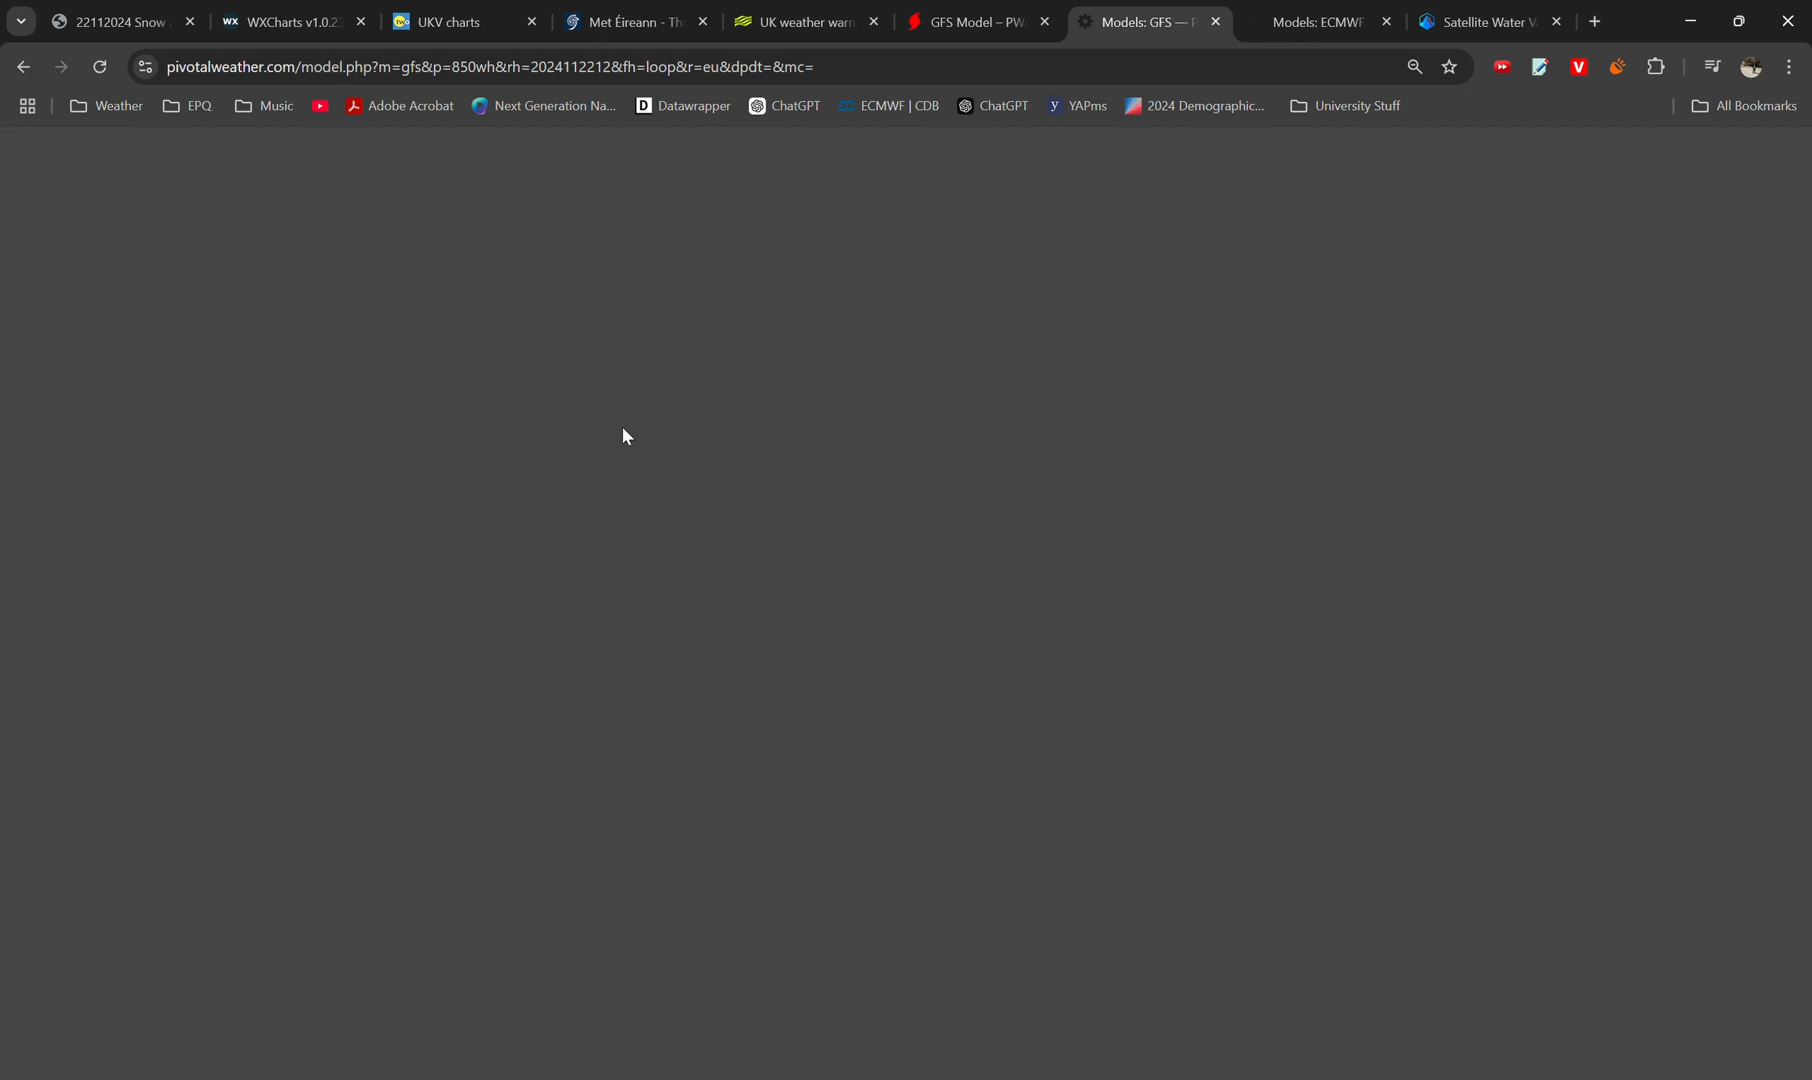 22112024 Snow
WXCharts v1.0.23
UKV charts
Met Éireann - Th
UK weather warn
GFS Model – PW
Models: GFS — P
Models: ECMWF
Satellite Water V
pivotalweather.com/model.php?m=gfs&p=850wh&rh=2024112212&fh=loop&r=eu&dpdt=&mc=
Weather
EPQ
Music
Adobe Acrobat
Next Generation Na...
D Datawrapper
ChatGPT
ECMWF | CDB
ChatGPT
y YAPms
2024 Demographic...
University Stuff
All Bookmarks